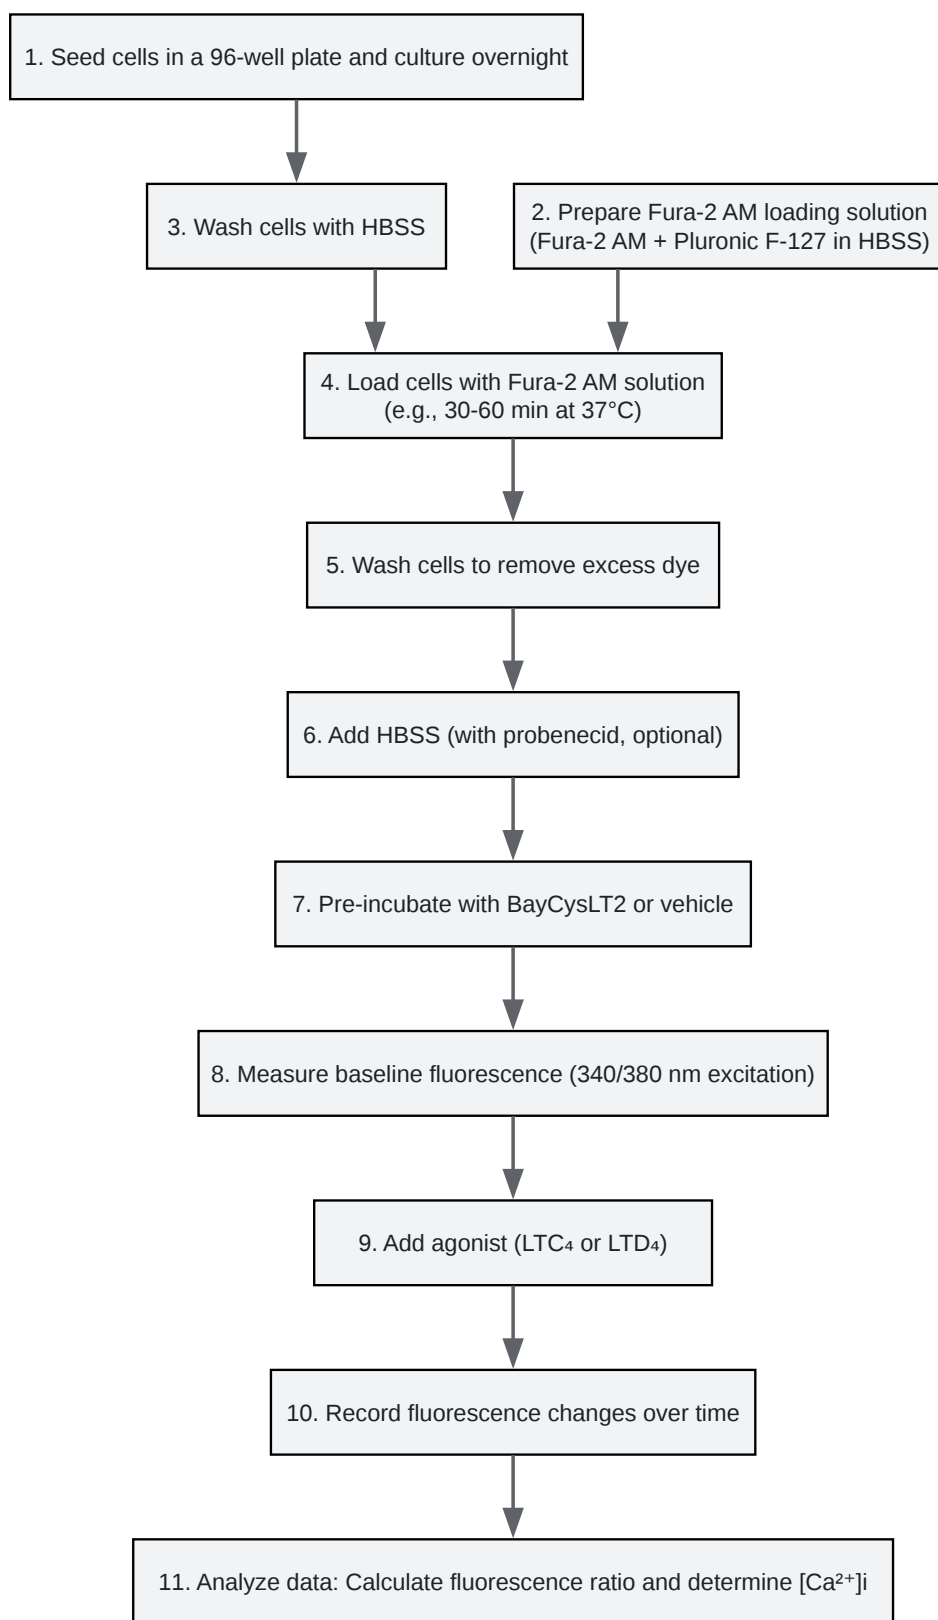 1. Seed cells in a 96-well plate and culture overnight
3. Wash cells with HBSS
2. Prepare Fura-2 AM loading solution
(Fura-2 AM + Pluronic F-127 in HBSS)
4. Load cells with Fura-2 AM solution
(e.g., 30-60 min at 37°C)
5. Wash cells to remove excess dye
6. Add HBSS (with probenecid, optional)
7. Pre-incubate with BayCysLT2 or vehicle
8. Measure baseline fluorescence (340/380 nm excitation)
9. Add agonist (LTC₄ or LTD₄)
10. Record fluorescence changes over time
11. Analyze data: Calculate fluorescence ratio and determine [Ca²⁺]i